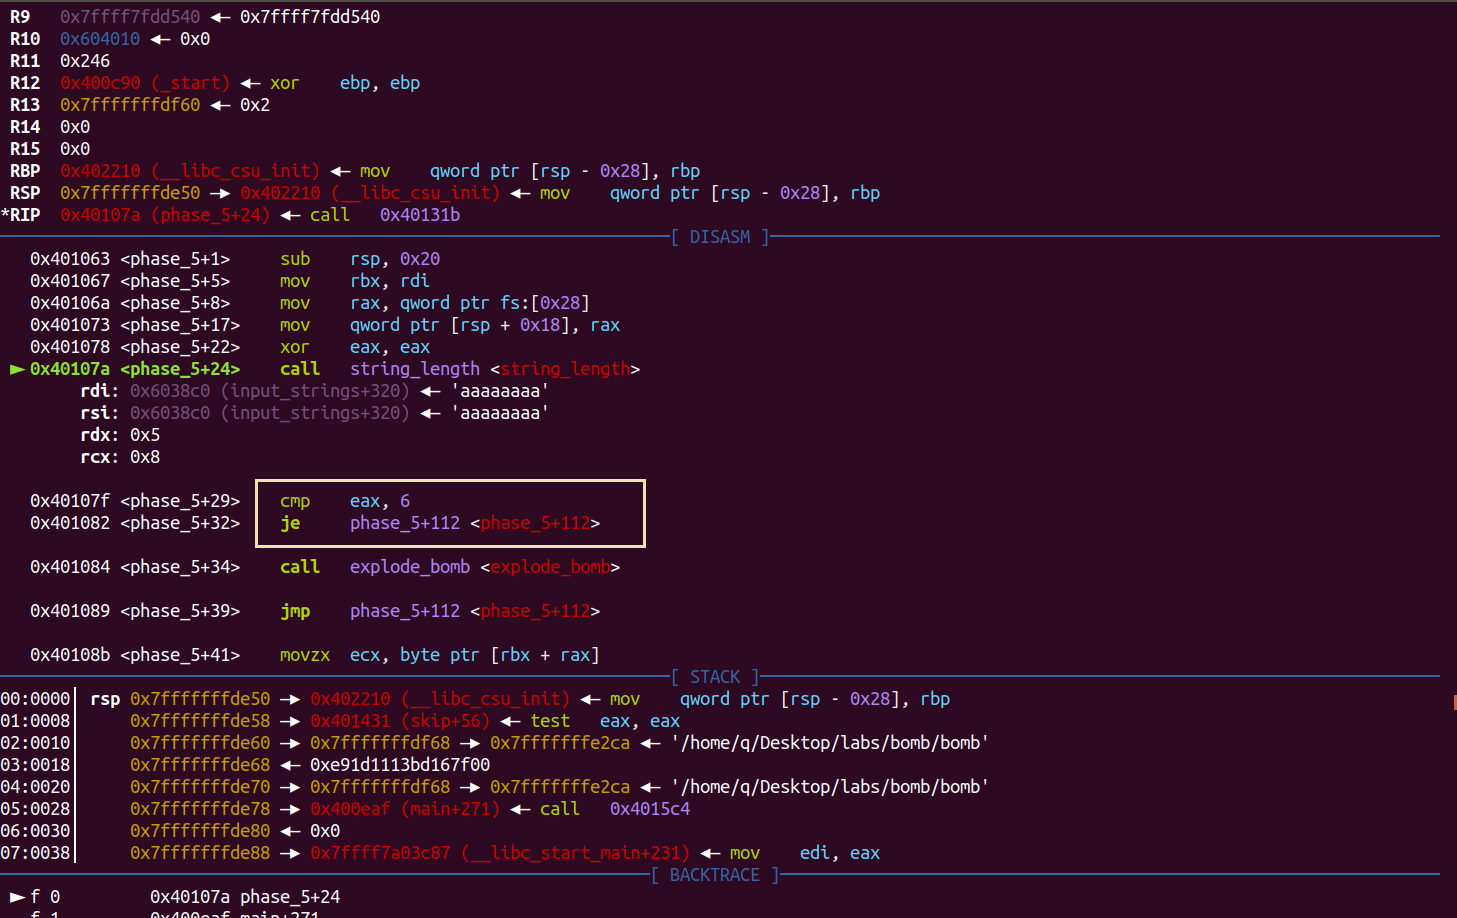 R9 0x7ffff7fdd540 ◂— 0x7ffff7fdd540
R10 0x604010 ◂— 0x0
R11 0x246
R12 0x400c90 (_start) ◂— xor ebp, ebp
R13 0x7fffffffdf60 ◂— 0x2
R14 0x0
R15 0x0
RBP 0x402210 (__libc_csu_init) ◂— mov qword ptr [rsp - 0x28], rbp
RSP 0x7fffffffde50 —▸ 0x402210 (__libc_csu_init) ◂— mov qword ptr [rsp - 0x28], rbp
*RIP 0x40107a (phase_5+24) ◂— call 0x40131b
[ DISASM ]
0x401063 <phase_5+1> sub rsp, 0x20
0x401067 <phase_5+5> mov rbx, rdi
0x40106a <phase_5+8> mov rax, qword ptr fs:[0x28]
0x401073 <phase_5+17> mov qword ptr [rsp + 0x18], rax
0x401078 <phase_5+22> xor eax, eax
► 0x40107a <phase_5+24> call string_length <string_length>
rdi: 0x6038c0 (input_strings+320) ◂— 'aaaaaaaa'
rsi: 0x6038c0 (input_strings+320) ◂— 'aaaaaaaa'
rdx: 0x5
rcx: 0x8
0x40107f <phase_5+29> cmp eax, 6
0x401082 <phase_5+32> je phase_5+112 <phase_5+112>
0x401084 <phase_5+34> call explode_bomb <explode_bomb>
0x401089 <phase_5+39> jmp phase_5+112 <phase_5+112>
0x40108b <phase_5+41> movzx ecx, byte ptr [rbx + rax]
[ STACK ]
00:0000│ rsp 0x7fffffffde50 —▸ 0x402210 (__libc_csu_init) ◂— mov qword ptr [rsp - 0x28], rbp
01:0008│ 0x7fffffffde58 —▸ 0x401431 (skip+56) ◂— test eax, eax
02:0010│ 0x7fffffffde60 —▸ 0x7fffffffdf68 —▸ 0x7fffffffe2ca ◂— '/home/q/Desktop/labs/bomb/bomb'
03:0018│ 0x7fffffffde68 ◂— 0xe91d1113bd167f00
04:0020│ 0x7fffffffde70 —▸ 0x7fffffffdf68 —▸ 0x7fffffffe2ca ◂— '/home/q/Desktop/labs/bomb/bomb'
05:0028│ 0x7fffffffde78 —▸ 0x400eaf (main+271) ◂— call 0x4015c4
06:0030│ 0x7fffffffde80 ◂— 0x0
07:0038│ 0x7fffffffde88 —▸ 0x7ffff7a03c87 (__libc_start_main+231) ◂— mov edi, eax
[ BACKTRACE ]
► f 0 0x40107a phase_5+24
f 1 0x400eaf main+271